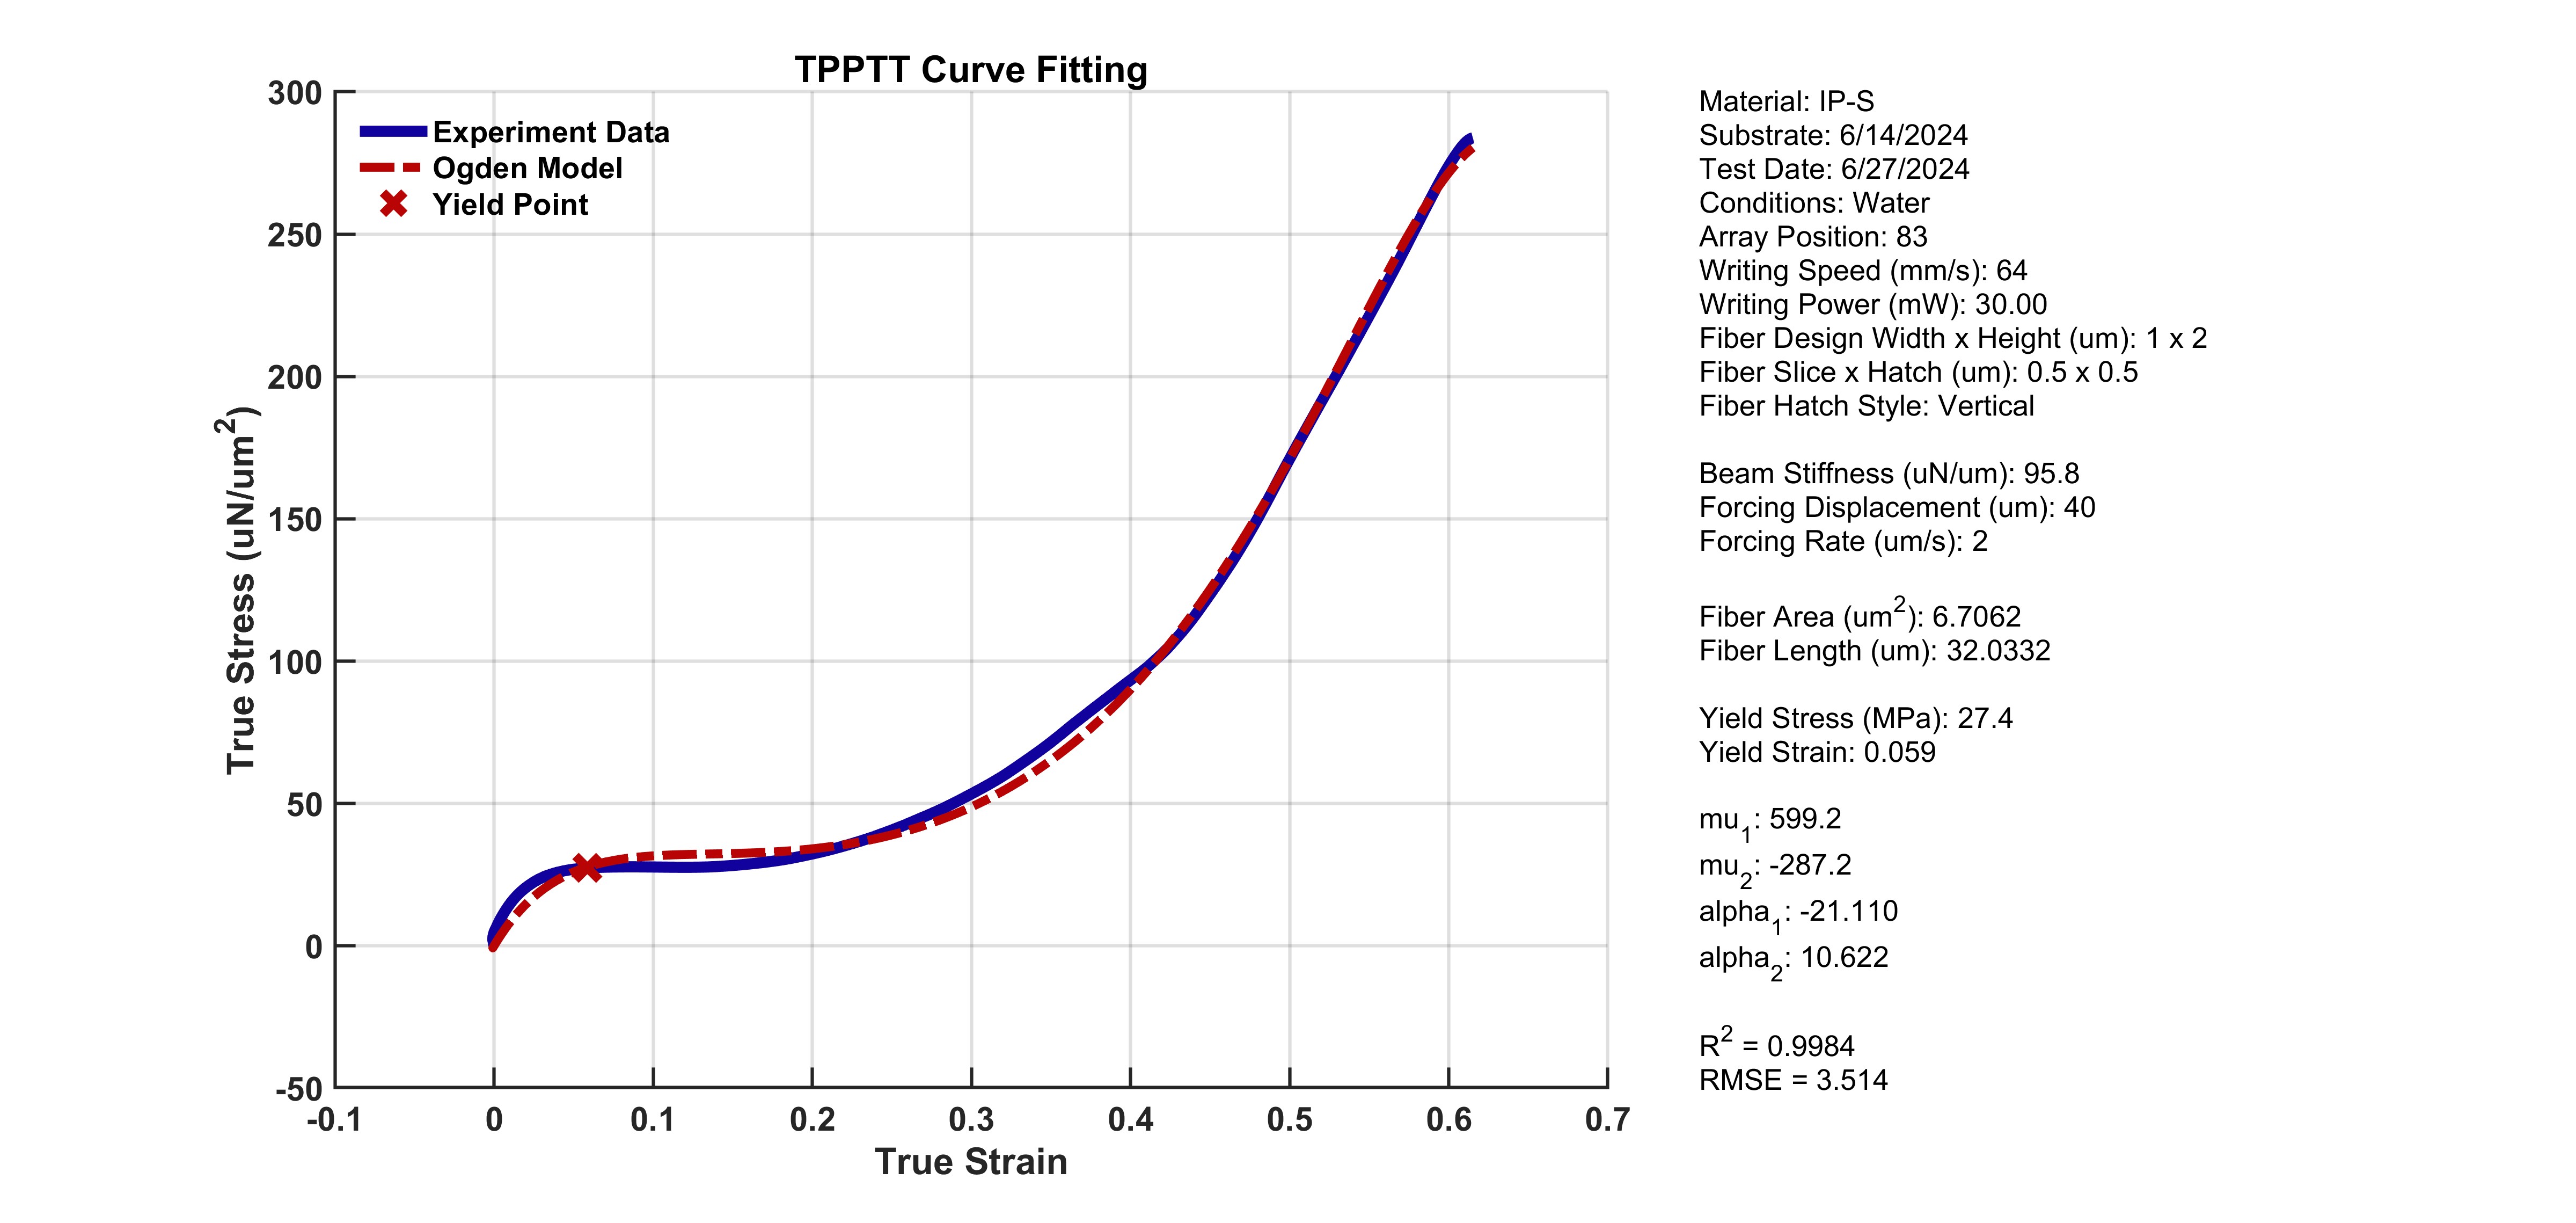 TPPTT Curve Fitting
300
250
200
150
100
50
0
-50
-0.1 0 0.1 0.2 0.3 0.4 0.5 0.6 0.7
True Strain
True Stress (uN/um²)
Experiment Data
Ogden Model
Yield Point
Material: IP-S
Substrate: 6/14/2024
Test Date: 6/27/2024
Conditions: Water
Array Position: 83
Writing Speed (mm/s): 64
Writing Power (mW): 30.00
Fiber Design Width x Height (um): 1 x 2
Fiber Slice x Hatch (um): 0.5 x 0.5
Fiber Hatch Style: Vertical
Beam Stiffness (uN/um): 95.8
Forcing Displacement (um): 40
Forcing Rate (um/s): 2
Fiber Area (um²): 6.7062
Fiber Length (um): 32.0332
Yield Stress (MPa): 27.4
Yield Strain: 0.059
mu₁: 599.2
mu₂: -287.2
alpha₁: -21.110
alpha₂: 10.622
R² = 0.9984
RMSE = 3.514